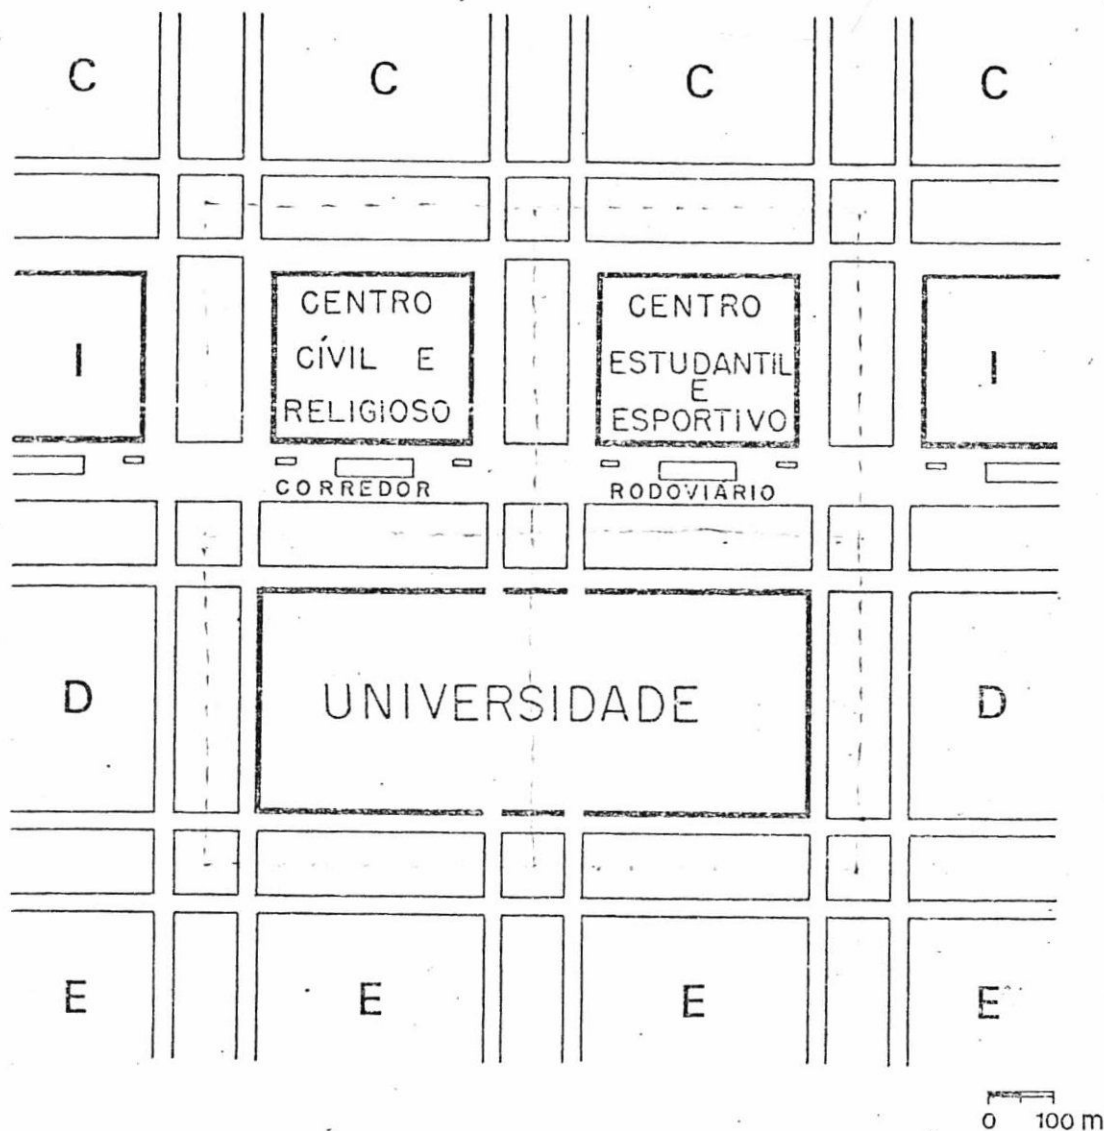 C C C C
CENTRO
CÍVIL E
RELIGIOSO
CENTRO
ESTUDANTIL
E
ESPORTIVO
I I
CORREDOR RODOVIÁRIO
D UNIVERSIDADE D
E E E E
0 100 m